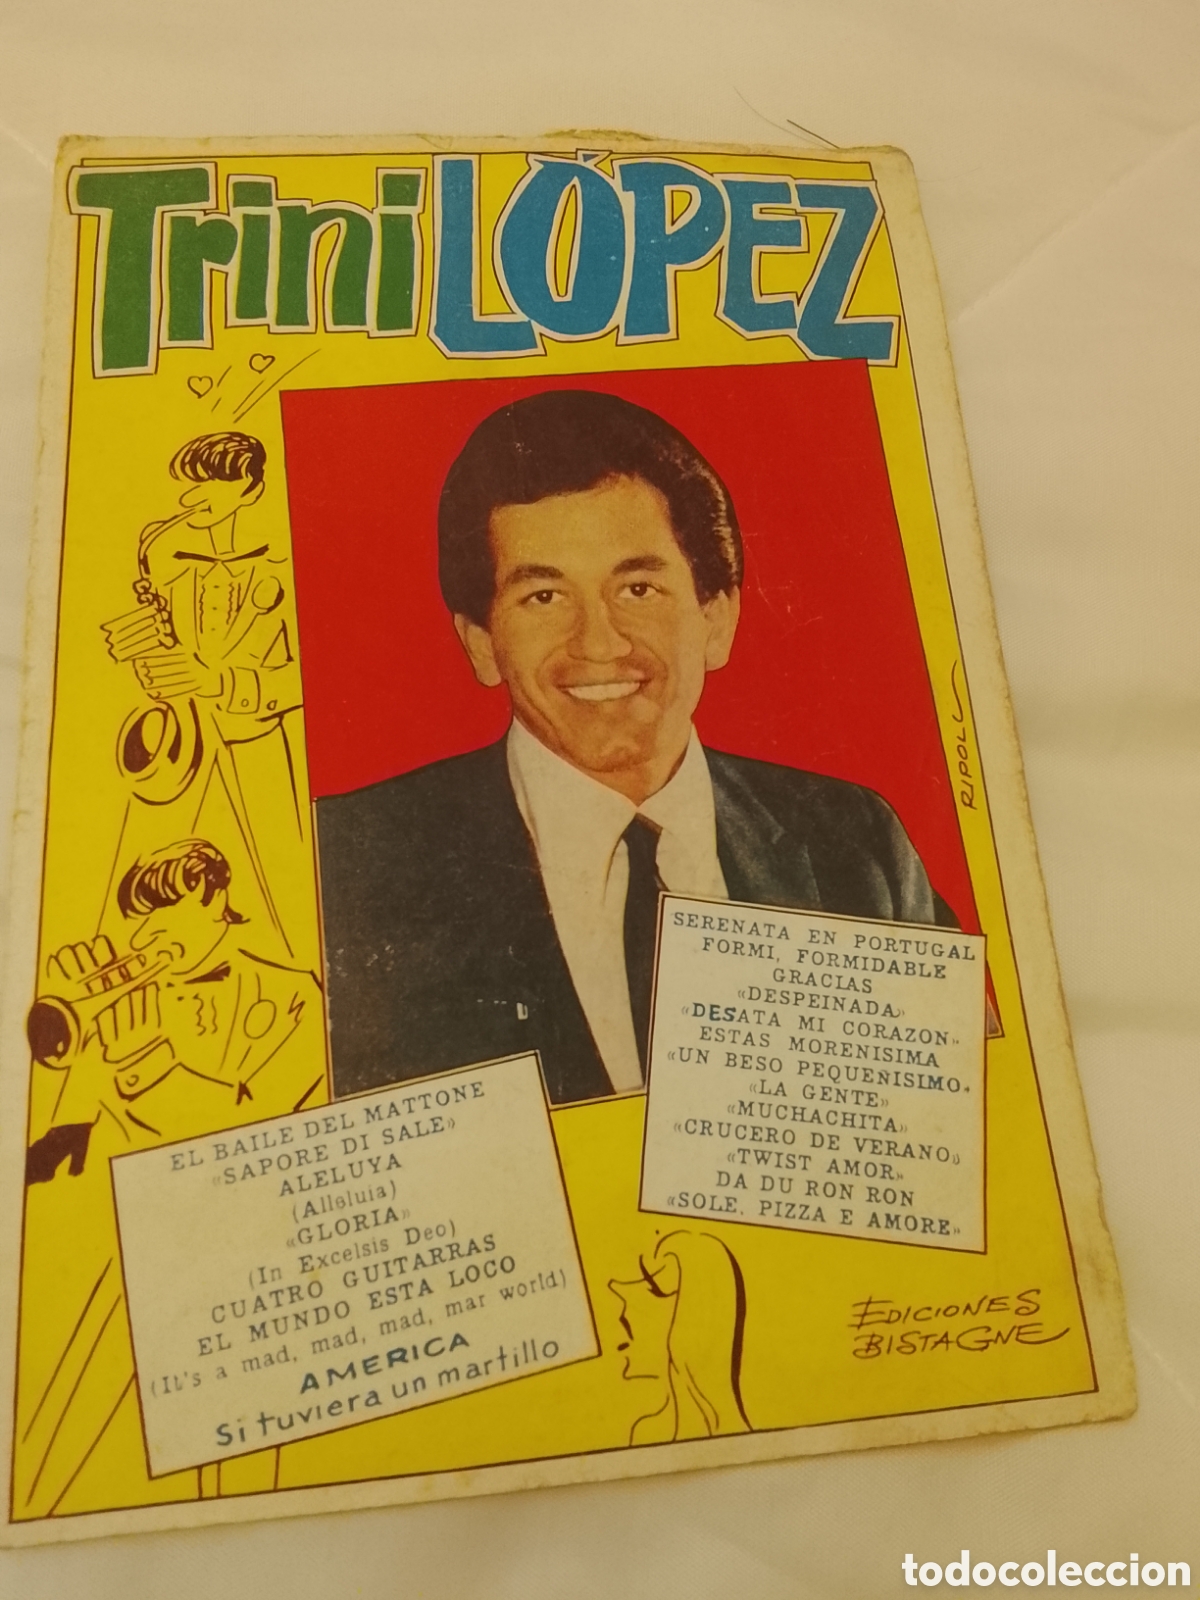 Trini LÓPEZ
RIPOLL
SERENATA EN PORTUGAL
FORMI, FORMIDABLE
GRACIAS
«DESPEINADA»
«DESATA MI CORAZON»
ESTAS MORENISIMA
«UN BESO PEQUEÑISIMO»
«LA GENTE»
«MUCHACHITA»
«CRUCERO DE VERANO»
«TWIST AMOR»
DA DU RON RON
«SOLE, PIZZA E AMORE»
EL BAILE DEL MATTONE
«SAPORE DI SALE»
ALELUYA
(Alleluia)
«GLORIA»
(In Excelsis Deo)
CUATRO GUITARRAS
EL MUNDO ESTA LOCO
(It's a mad, mad, mad, mar world)
AMERICA
Si tuviera un martillo
EDICIONES
BISTAGNE
todocoleccion
www.todocoleccion.net